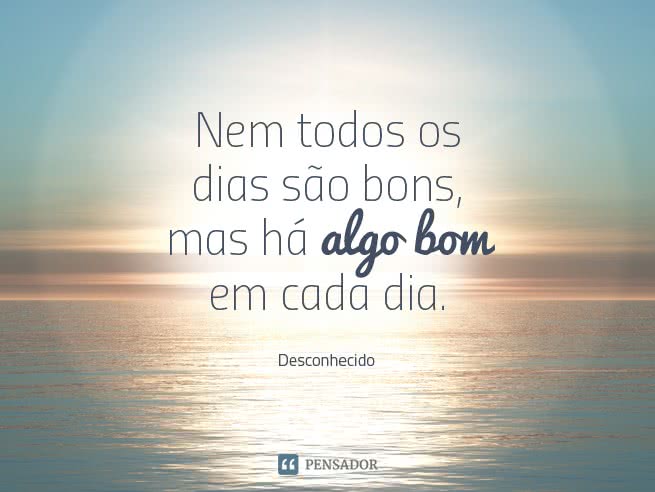 Nem todos os
dias são bons,
mas há algo bom
em cada dia.
Desconhecido
PENSADOR